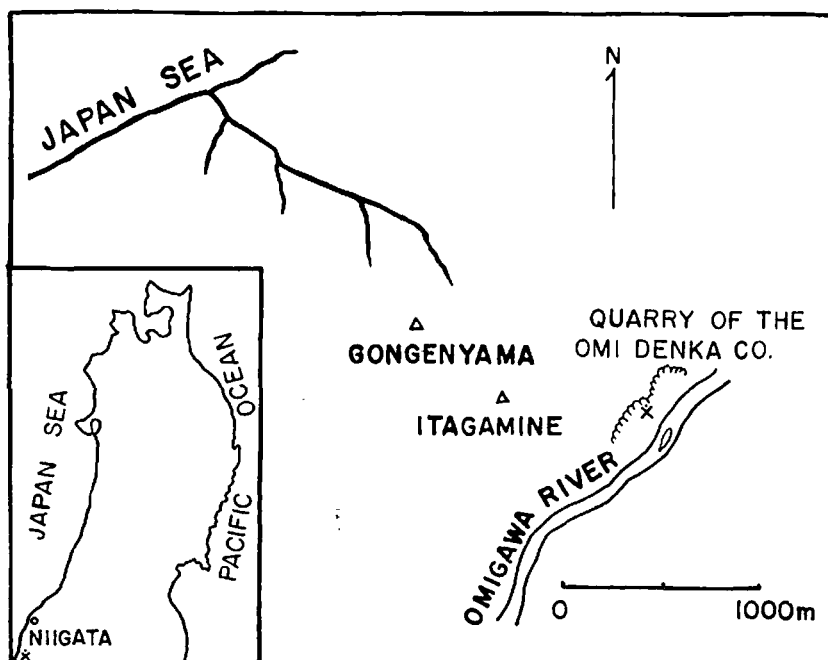 JAPAN SEA
N
QUARRY OF THE
OMI DENKA CO.
GONGENYAMA
ITAGAMINE
OMIGAWA RIVER
0 1000m
JAPAN SEA
PACIFIC OCEAN
NIIGATA